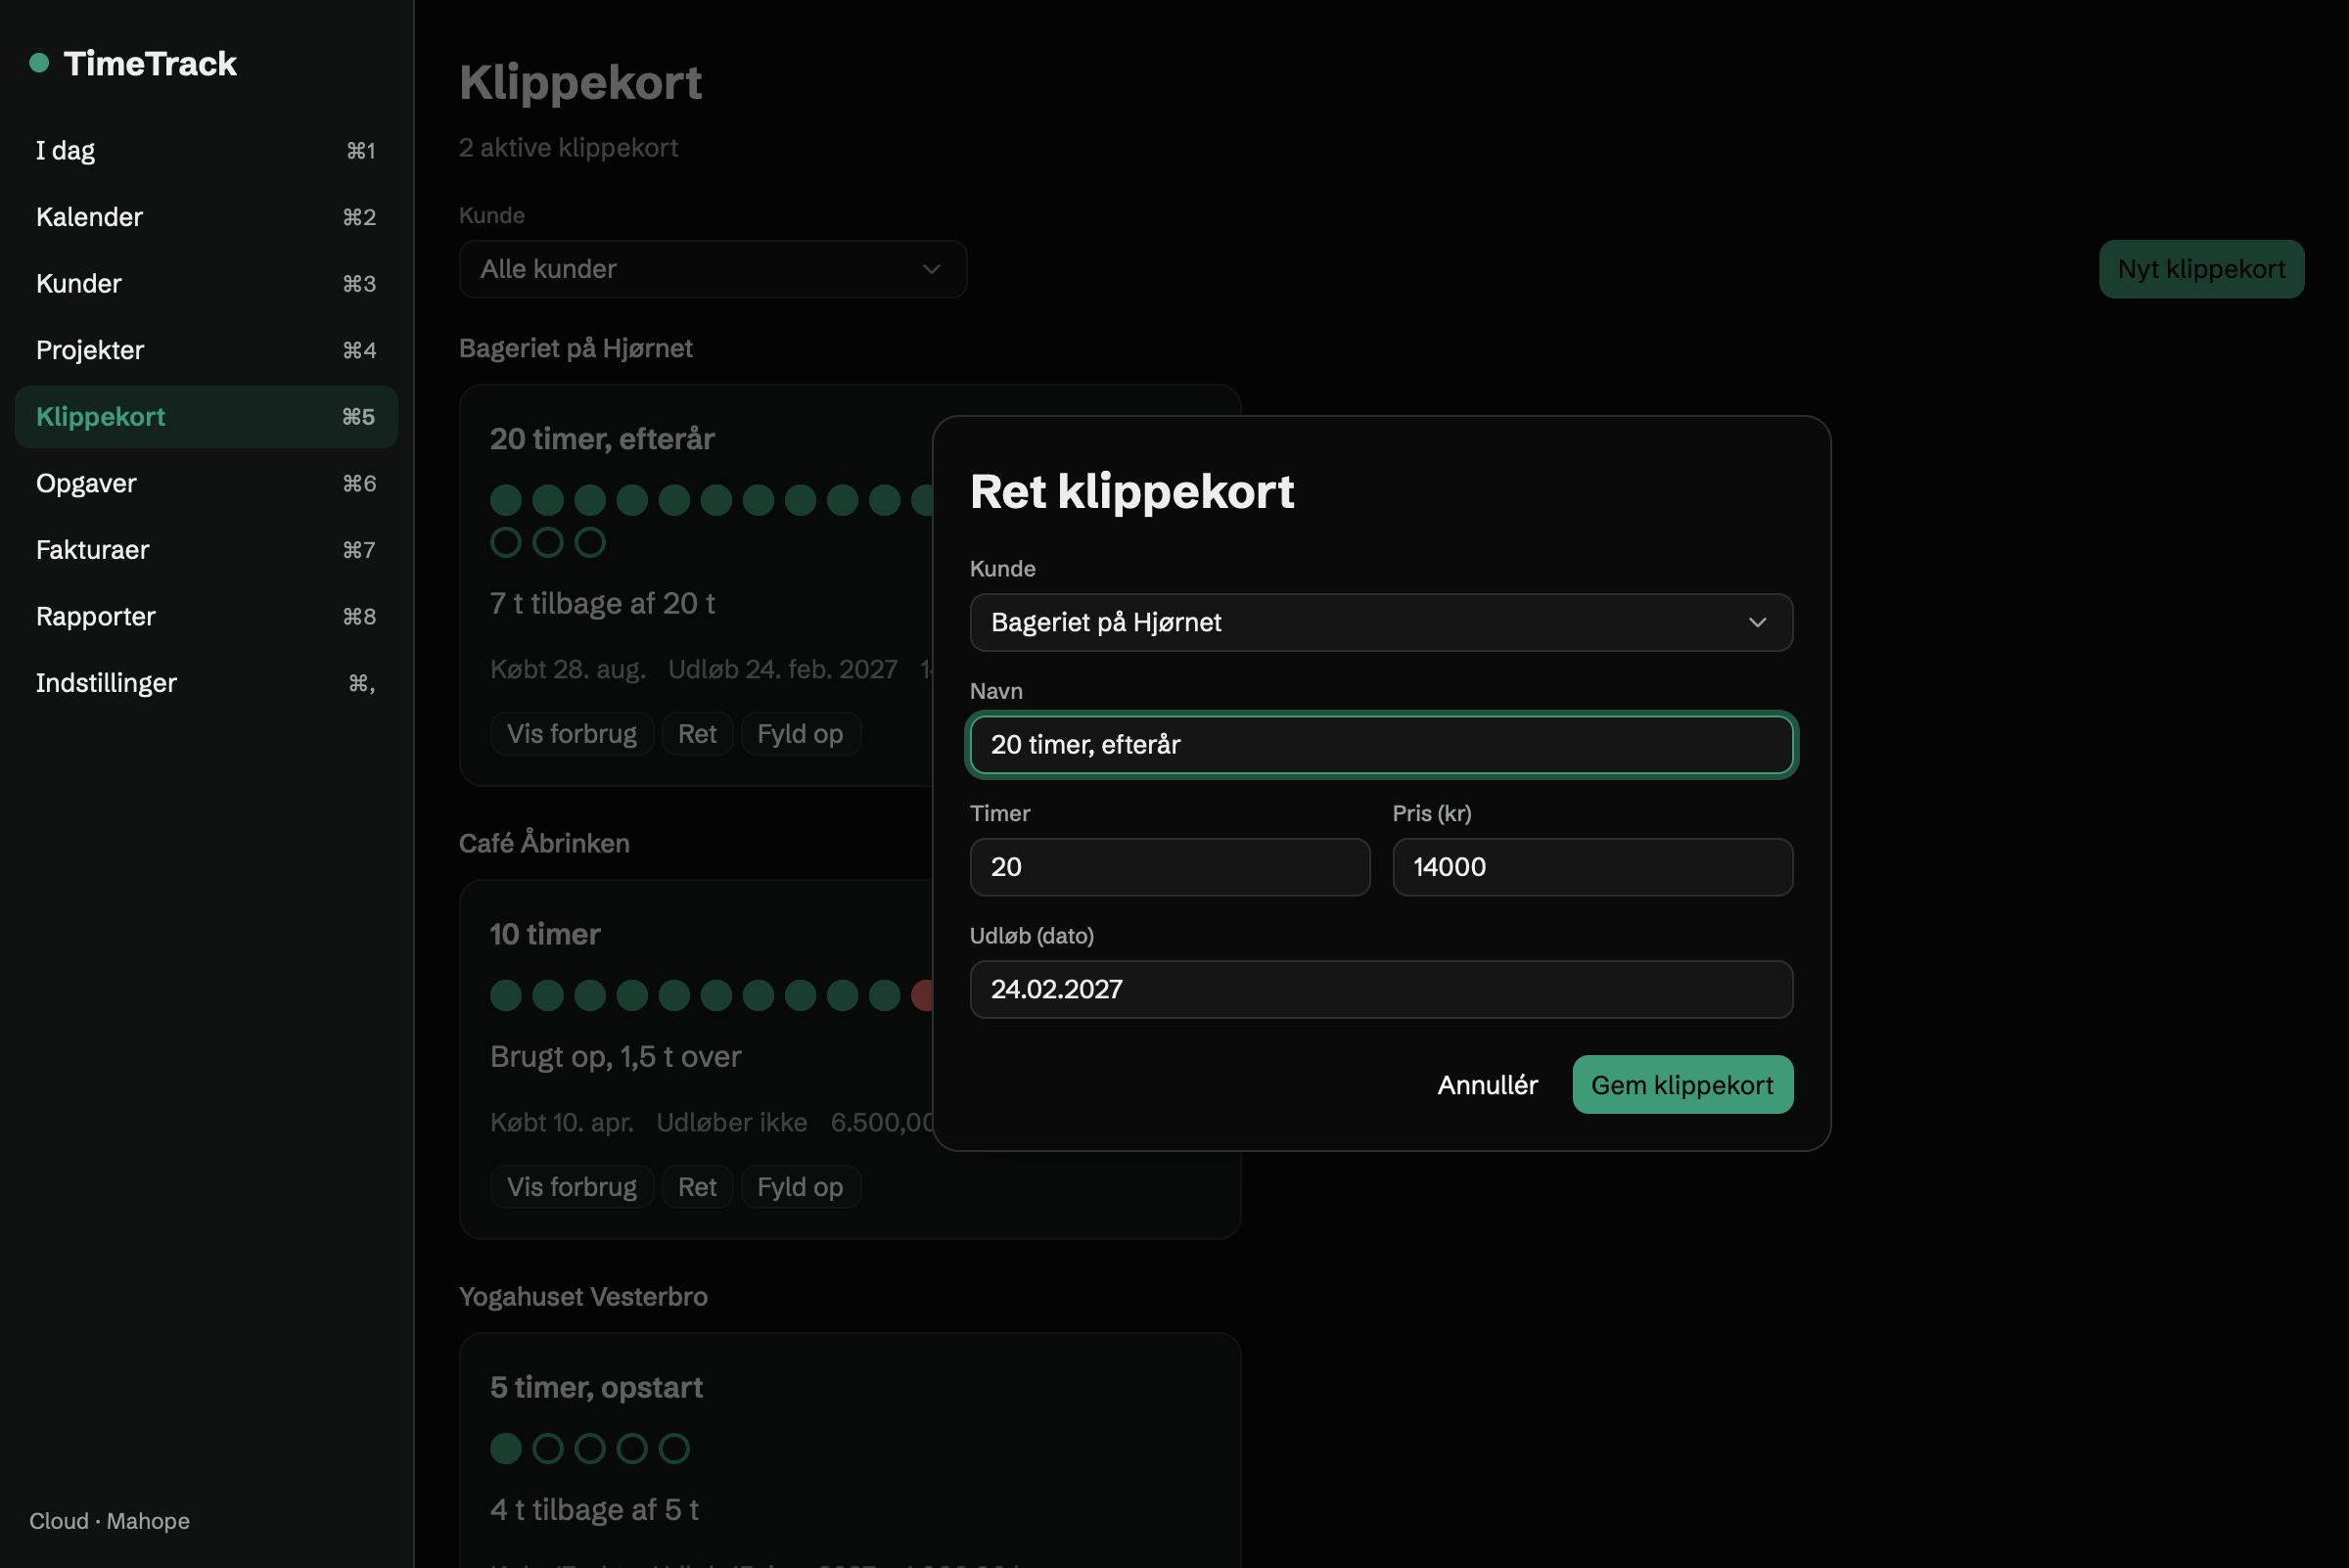 TimeTrack
I dag ⌘1
Kalender ⌘2
Kunder ⌘3
Projekter ⌘4
Klippekort ⌘5
Opgaver ⌘6
Fakturaer ⌘7
Rapporter ⌘8
Indstillinger ⌘,
Cloud · Mahope
Klippekort
2 aktive klippekort
Kunde
Alle kunder
Nyt klippekort
Bageriet på Hjørnet
20 timer, efterår
7 t tilbage af 20 t
Købt 28. aug. Udløb 24. feb. 2027
Vis forbrug Ret Fyld op
Café Åbrinken
10 timer
Brugt op, 1,5 t over
Købt 10. apr. Udløber ikke 6.500,00
Vis forbrug Ret Fyld op
Yogahuset Vesterbro
5 timer, opstart
4 t tilbage af 5 t
Ret klippekort
Kunde
Bageriet på Hjørnet
Navn
20 timer, efterår
Timer Pris (kr)
20 14000
Udløb (dato)
24.02.2027
Annullér Gem klippekort